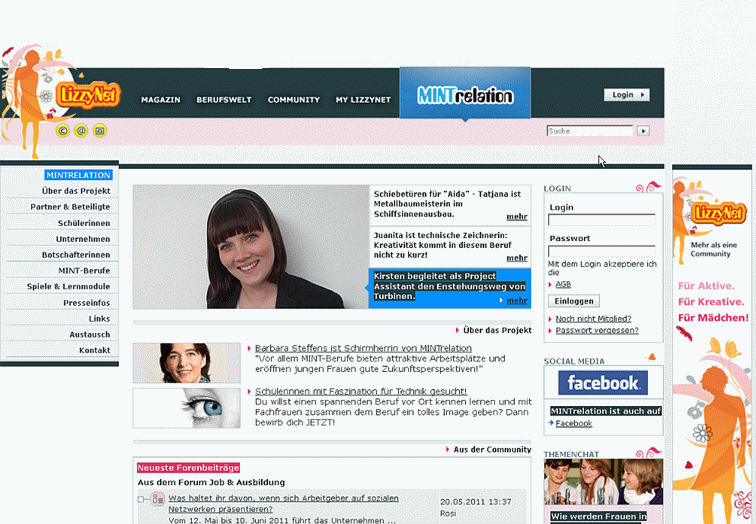 LizzyNet
MAGAZIN
BERUFSWELT
COMMUNITY
MY LIZZYNET
MINTrelation
Login
Suche
MINTRELATION
Über das Projekt
Partner & Beteiligte
Schülerinnen
Unternehmen
Botschafterinnen
MINT-Berufe
Spiele & Lernmodule
Presseinfos
Links
Austausch
Kontakt
Schiebetüren für "Aida" - Tatjana ist
Metallbaumeisterin im
Schiffsinnenausbau.
mehr
Juanita ist technische Zeichnerin:
Kreativität kommt in diesem Beruf
nicht zu kurz!
mehr
Kirsten begleitet als Project
Assistant den Enstehungsweg von
Turbinen.
mehr
Über das Projekt
Barbara Steffens ist Schirmherrin von MINTrelation
"Vor allem MINT-Berufe bieten attraktive Arbeitsplätze und
eröffnen jungen Frauen gute Zukunftsperspektiven!"
Schülerinnen mit Faszination für Technik gesucht!
Du willst einen spannenden Beruf vor Ort kennen lernen und mit
Fachfrauen zusammen dem Beruf ein tolles Image geben? Dann
bewirb dich JETZT!
Aus der Community
Neueste Forenbeiträge
Aus dem Forum Job & Ausbildung
Was haltet ihr davon, wenn sich Arbeitgeber auf sozialen
Netzwerken präsentieren?
Vom 12. Mai bis 10. Juni 2011 führt das Unternehmen ...
20.05.2011 13:37
Rosi
LOGIN
Login
Passwort
Mit dem Login akzeptiere ich
die
AGB
Einloggen
Noch nicht Mitglied?
Passwort vergessen?
SOCIAL MEDIA
facebook
MINTrelation ist auch auf
Facebook
THEMENCHAT
Wie werden Frauen in
LizzyNet
Mehr als eine
Community
Für Aktive.
Für Kreative.
Für Mädchen!